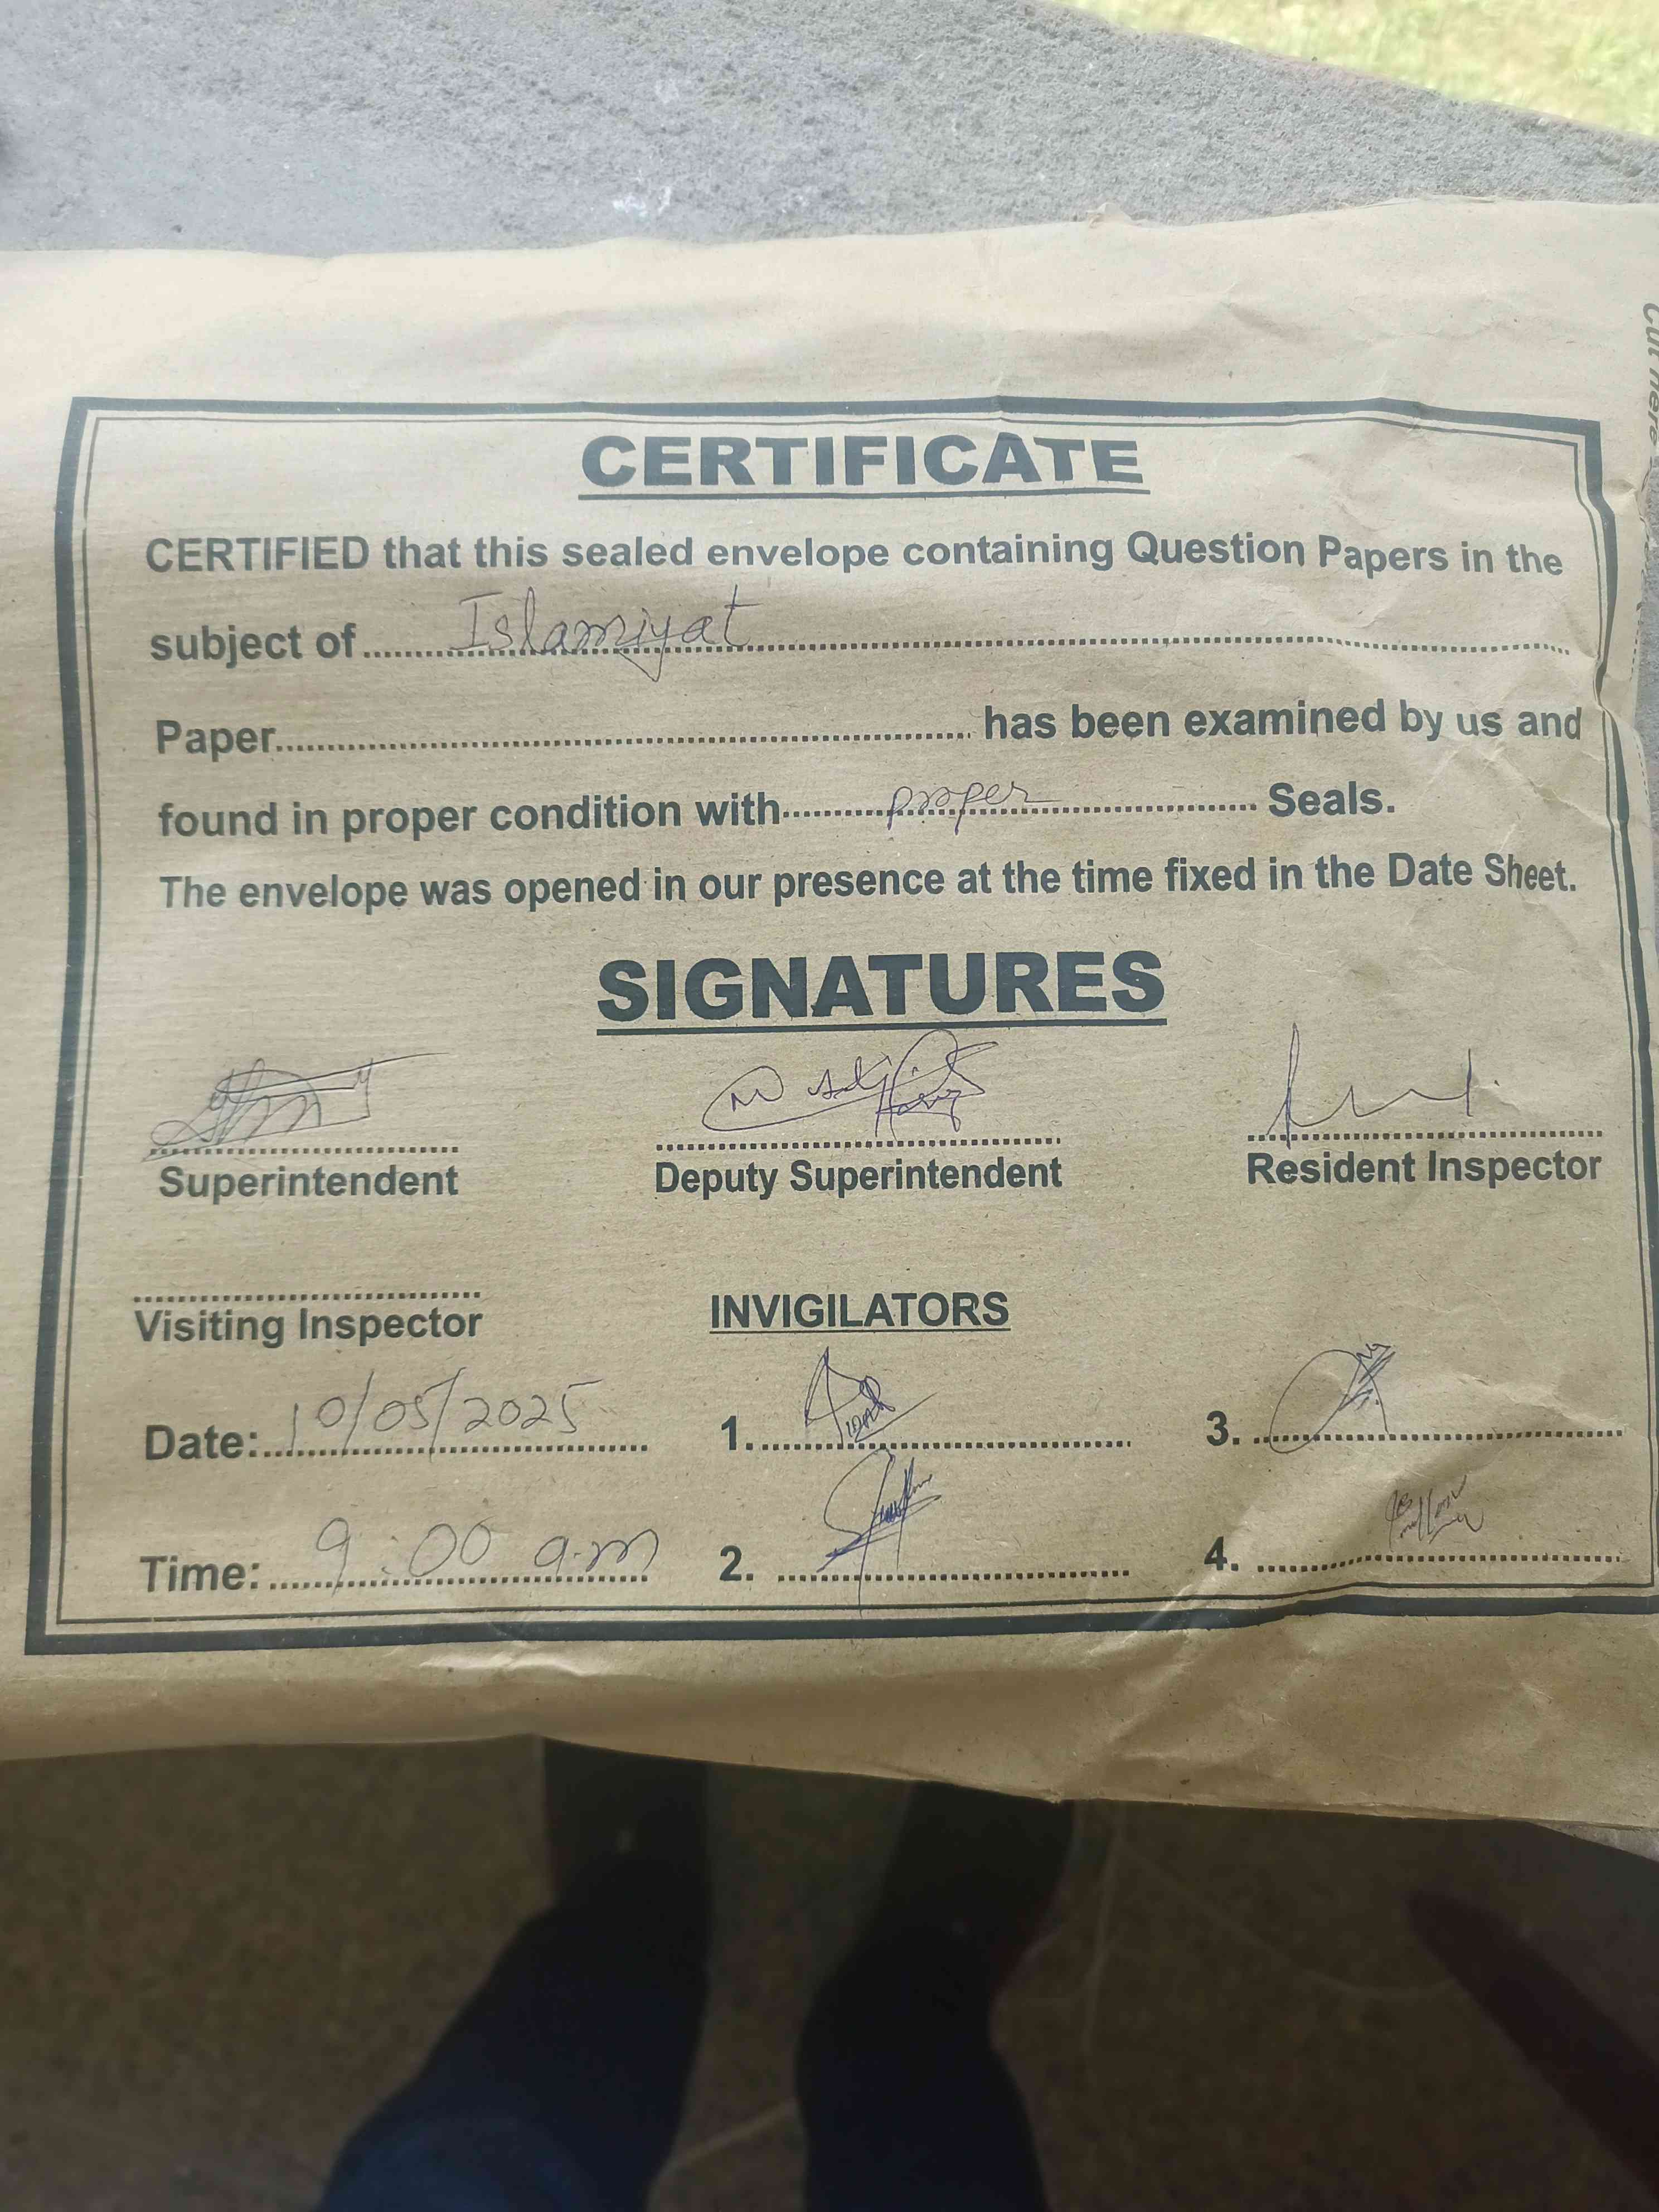 Cut here
CERTIFICATE
CERTIFIED that this sealed envelope containing Question Papers in the
subject of Islamiyat
Paper has been examined by us and
found in proper condition with proper Seals.
The envelope was opened in our presence at the time fixed in the Date Sheet.
SIGNATURES
Superintendent Deputy Superintendent Resident Inspector
Visiting Inspector INVIGILATORS
Date: 10/05/2025 1. 3.
Time: 9:00 a.m 2. 4.